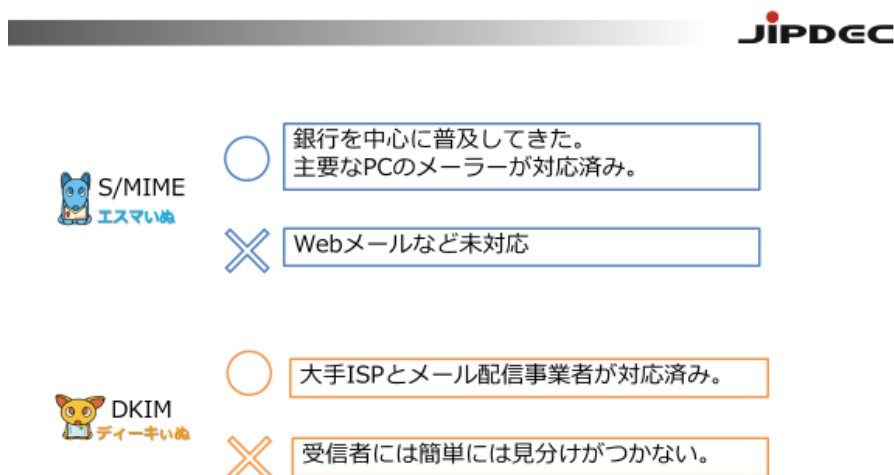 JIPDEC
銀行を中心に普及してきた。
主要なPCのメーラーが対応済み。
S/MIME
エスマいぬ
Webメールなど未対応
大手ISPとメール配信事業者が対応済み。
DKIM
ディーキいぬ
受信者には簡単には見分けがつかない。